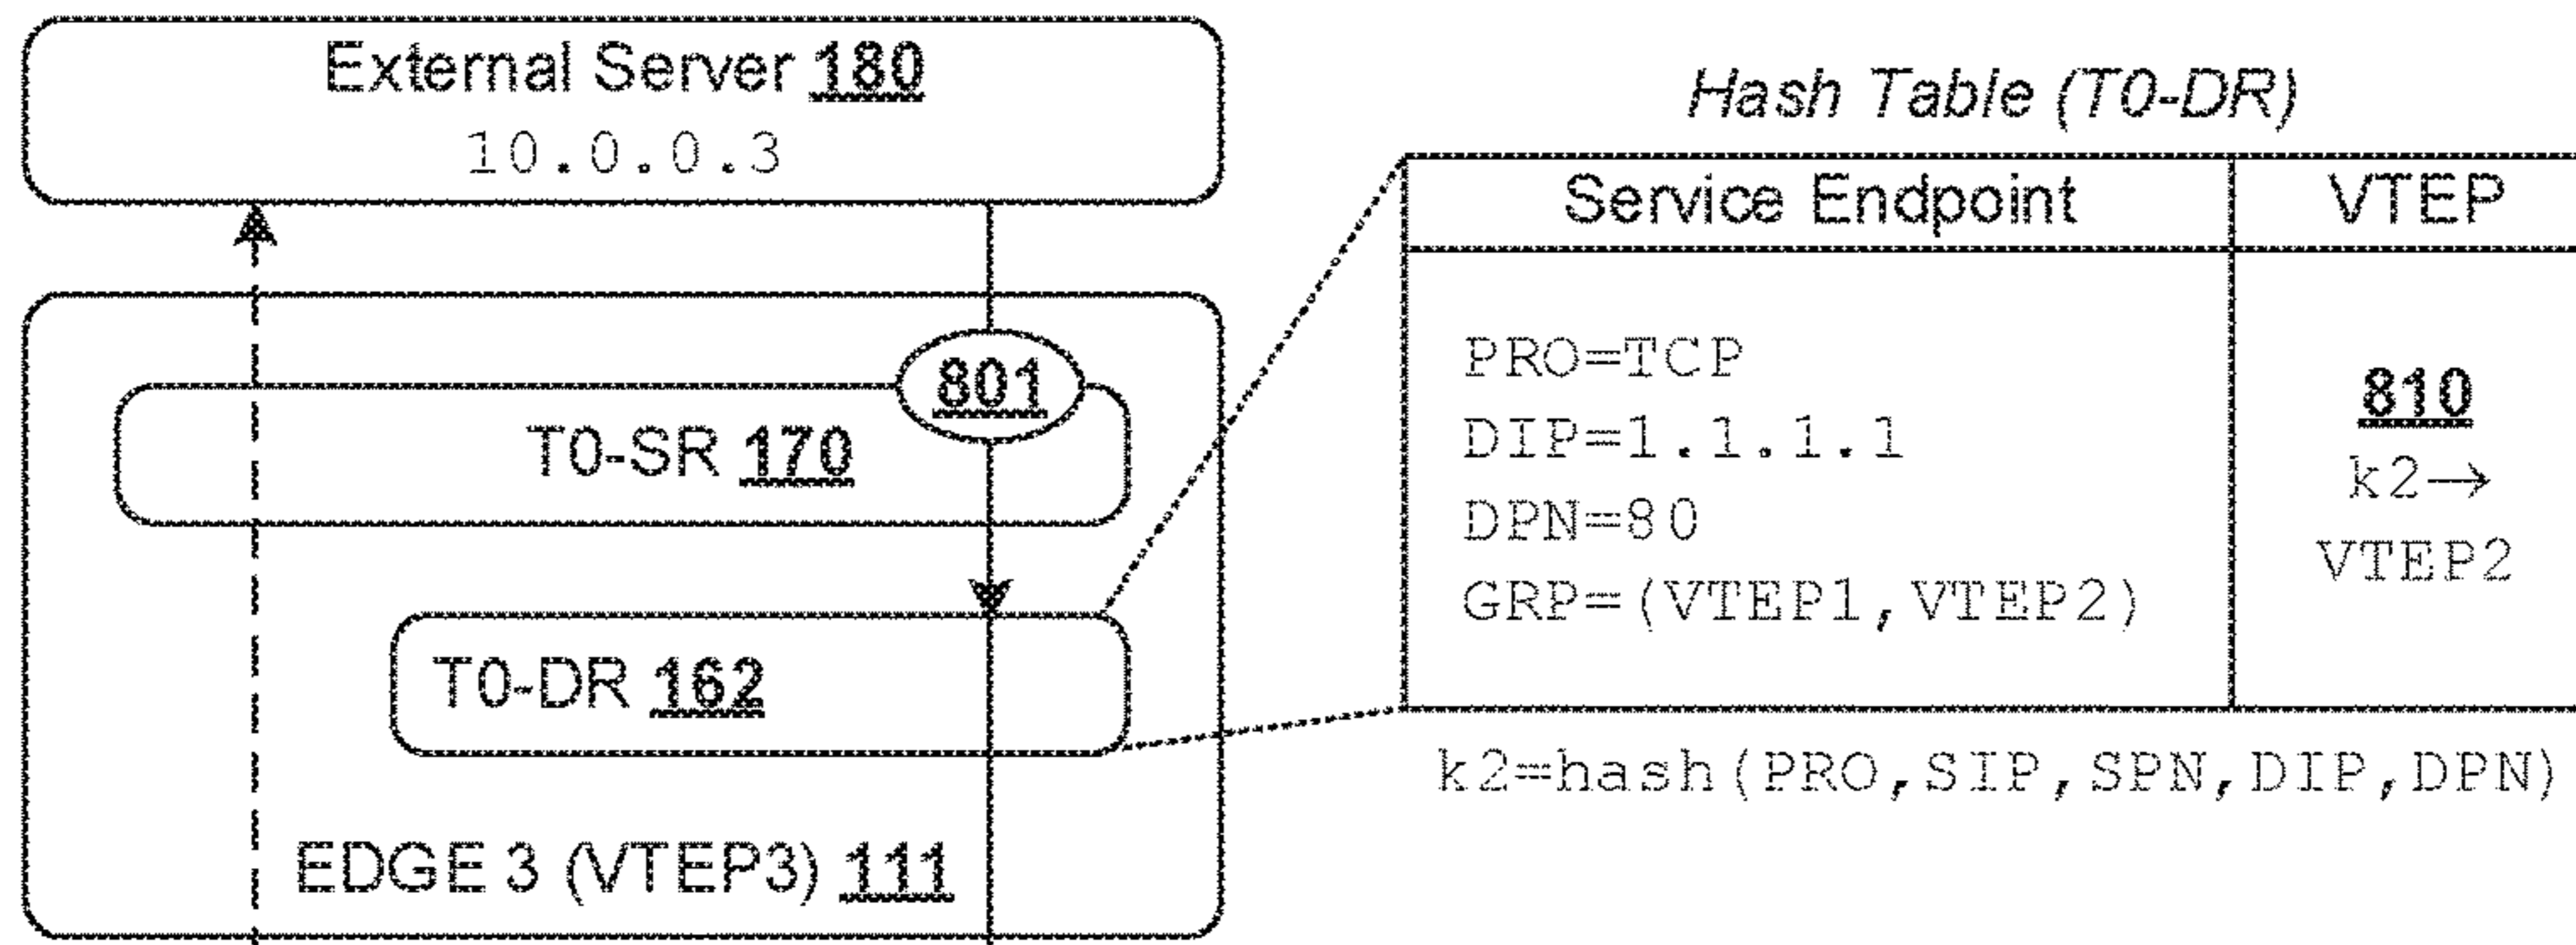 External Server 180
10.0.0.3
801
T0-SR 170
T0-DR 162
EDGE 3 (VTEP3) 111
Hash Table (T0-DR)
Service Endpoint VTEP
PRO=TCP
DIP=1.1.1.1
DPN=80
GRP=(VTEP1,VTEP2)
810
k2→
VTEP2
k2=hash(PRO,SIP,SPN,DIP,DPN)